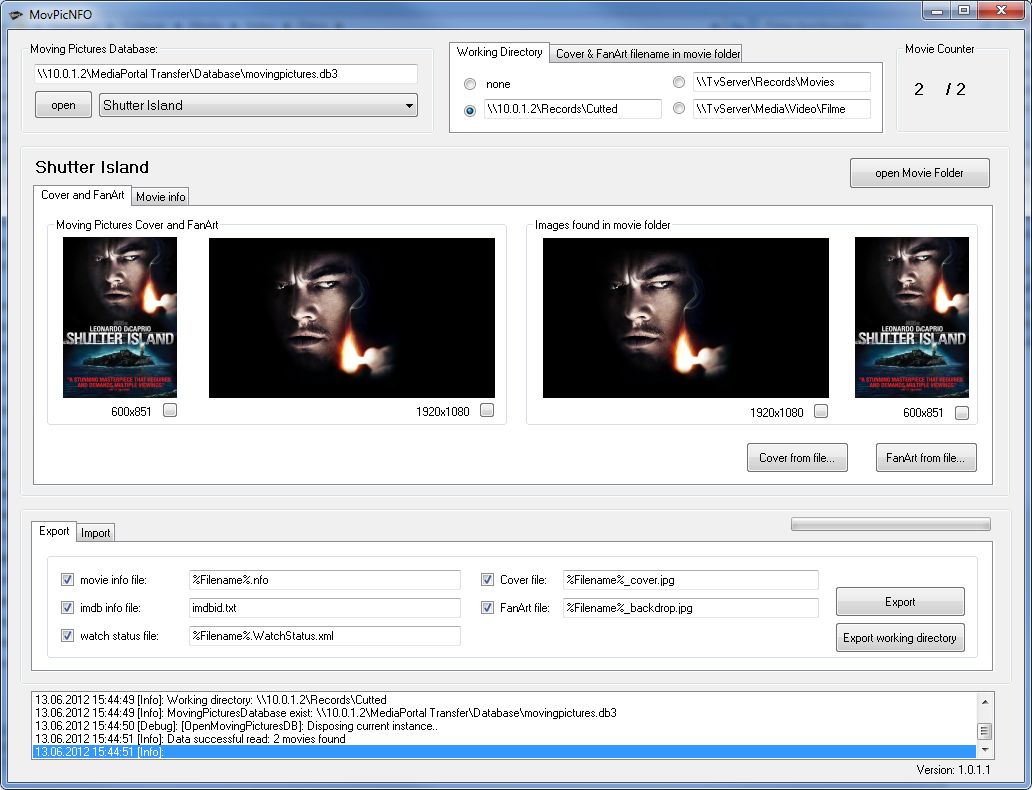 MovPicNFO
Moving Pictures Database:
\\10.0.1.2\MediaPortal Transfer\Database\movingpictures.db3
open
Shutter Island
Working Directory
Cover & FanArt filename in movie folder
none
\\TvServer\Records\Movies
\\10.0.1.2\Records\Cutted
\\TvServer\Media\Video\Filme
Movie Counter
2 / 2
Shutter Island
open Movie Folder
Cover and FanArt
Movie info
Moving Pictures Cover and FanArt
Images found in movie folder
LEONARDO DiCAPRIO
SHUTTER ISLAND
"A STUNNING MASTERPIECE THAT REQUIRES
AND DEMANDS MULTIPLE VIEWINGS."
LEONARDO DiCAPRIO
SHUTTER ISLAND
"A STUNNING MASTERPIECE THAT REQUIRES
AND DEMANDS MULTIPLE VIEWINGS."
600x851
1920x1080
1920x1080
600x851
Cover from file...
FanArt from file...
Export
Import
movie info file:
%Filename%.nfo
Cover file:
%Filename%_cover.jpg
imdb info file:
imdbid.txt
FanArt file:
%Filename%_backdrop.jpg
watch status file:
%Filename%.WatchStatus.xml
Export
Export working directory
13.06.2012 15:44:49 [Info]: Working directory: \\10.0.1.2\Records\Cutted
13.06.2012 15:44:49 [Info]: MovingPicturesDatabase exist: \\10.0.1.2\MediaPortal Transfer\Database\movingpictures.db3
13.06.2012 15:44:50 [Debug]: [OpenMovingPicturesDB]: Disposing current instance..
13.06.2012 15:44:51 [Info]: Data successful read: 2 movies found
13.06.2012 15:44:51 [Info]:
Version: 1.0.1.1